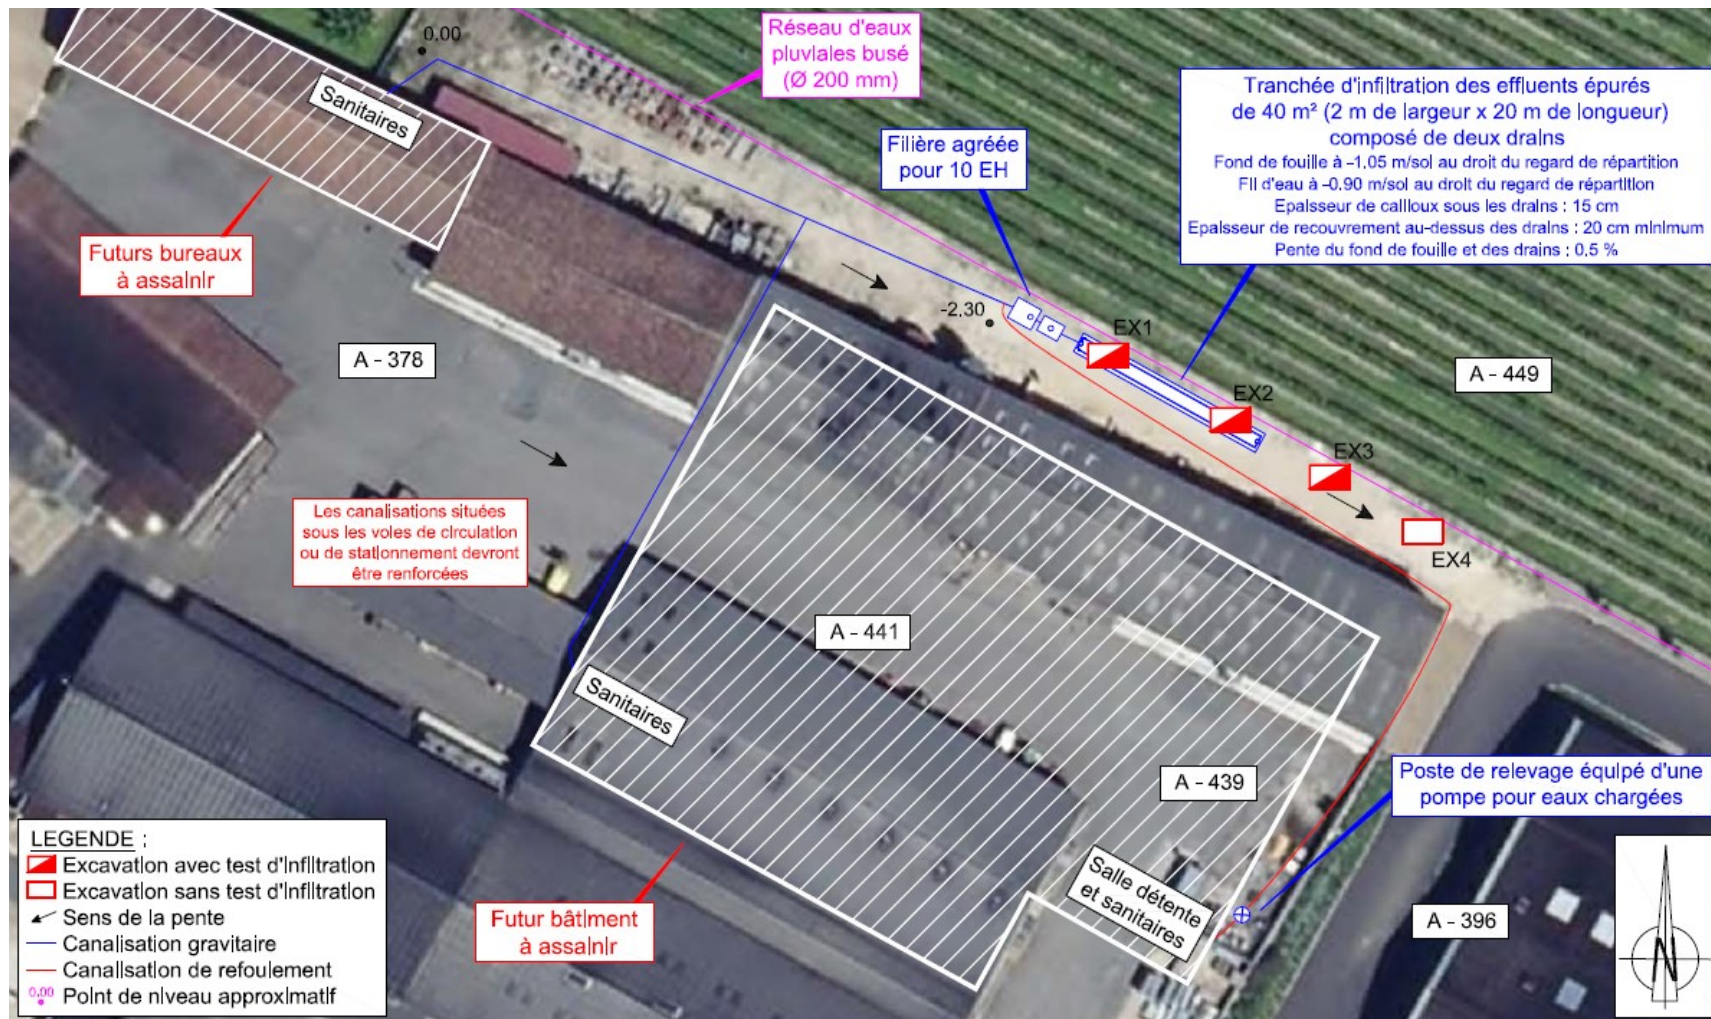 0.00
Réseau d'eaux
pluviales busé
(Ø 200 mm)
Sanitaires
Filière agréée
pour 10 EH
Tranchée d'infiltration des effluents épurés
de 40 m² (2 m de largeur x 20 m de longueur)
composé de deux drains
Fond de fouille à -1.05 m/sol au droit du regard de répartition
Fil d'eau à -0.90 m/sol au droit du regard de répartition
Epaisseur de cailloux sous les drains : 15 cm
Epaisseur de recouvrement au-dessus des drains : 20 cm minimum
Pente du fond de fouille et des drains : 0,5 %
Futurs bureaux
à assainir
-2.30
EX1
A - 378
A - 449
EX2
EX3
Les canalisations situées
sous les voies de circulation
ou de stationnement devront
être renforcées
EX4
A - 441
Sanitaires
A - 439
Poste de relevage équipé d'une
pompe pour eaux chargées
Salle détente
et sanitaires
Futur bâtiment
à assainir
A - 396
LEGENDE :
Excavation avec test d'infiltration
Excavation sans test d'infiltration
Sens de la pente
Canalisation gravitaire
Canalisation de refoulement
0.00 Point de niveau approximatif
N